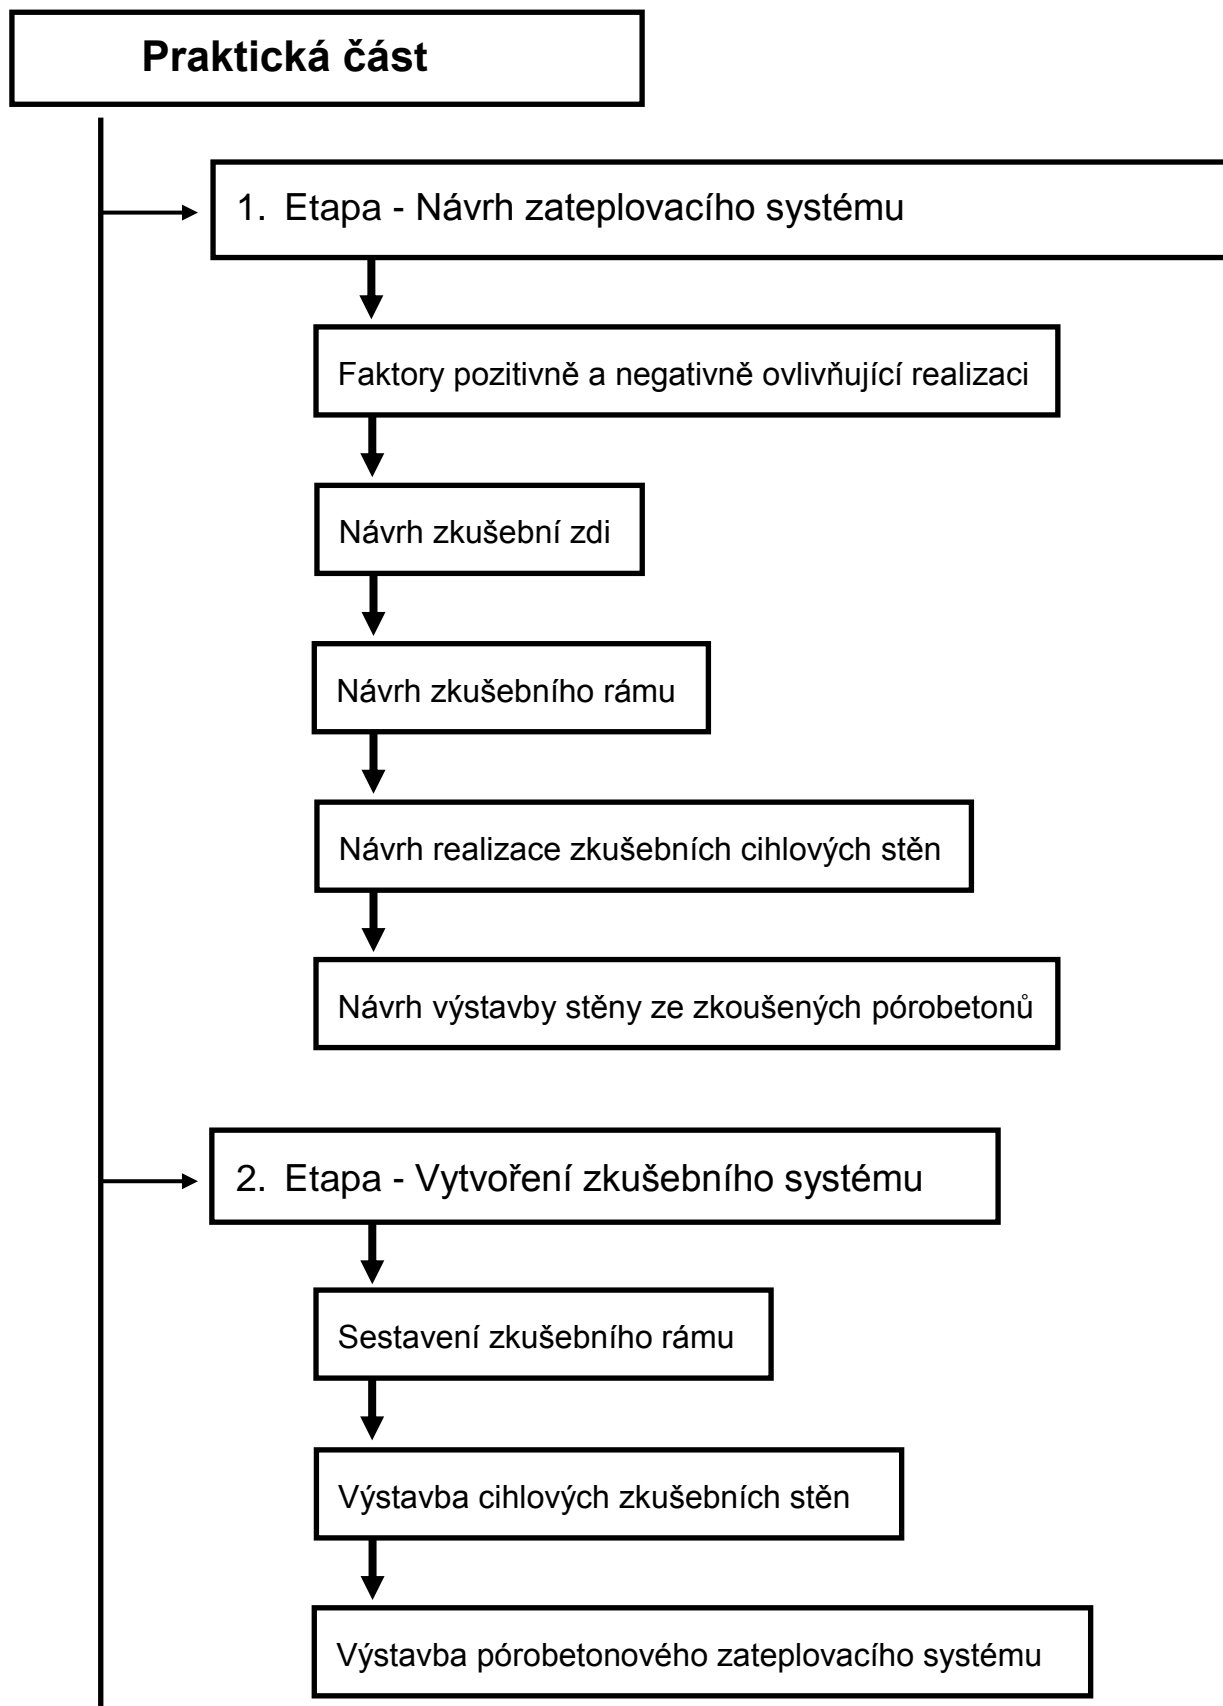 Praktická část
1. Etapa - Návrh zateplovacího systému
Faktory pozitivně a negativně ovlivňující realizaci
Návrh zkušební zdi
Návrh zkušebního rámu
Návrh realizace zkušebních cihlových stěn
Návrh výstavby stěny ze zkoušených pórobetonů
2. Etapa - Vytvoření zkušebního systému
Sestavení zkušebního rámu
Výstavba cihlových zkušebních stěn
Výstavba pórobetonového zateplovacího systému